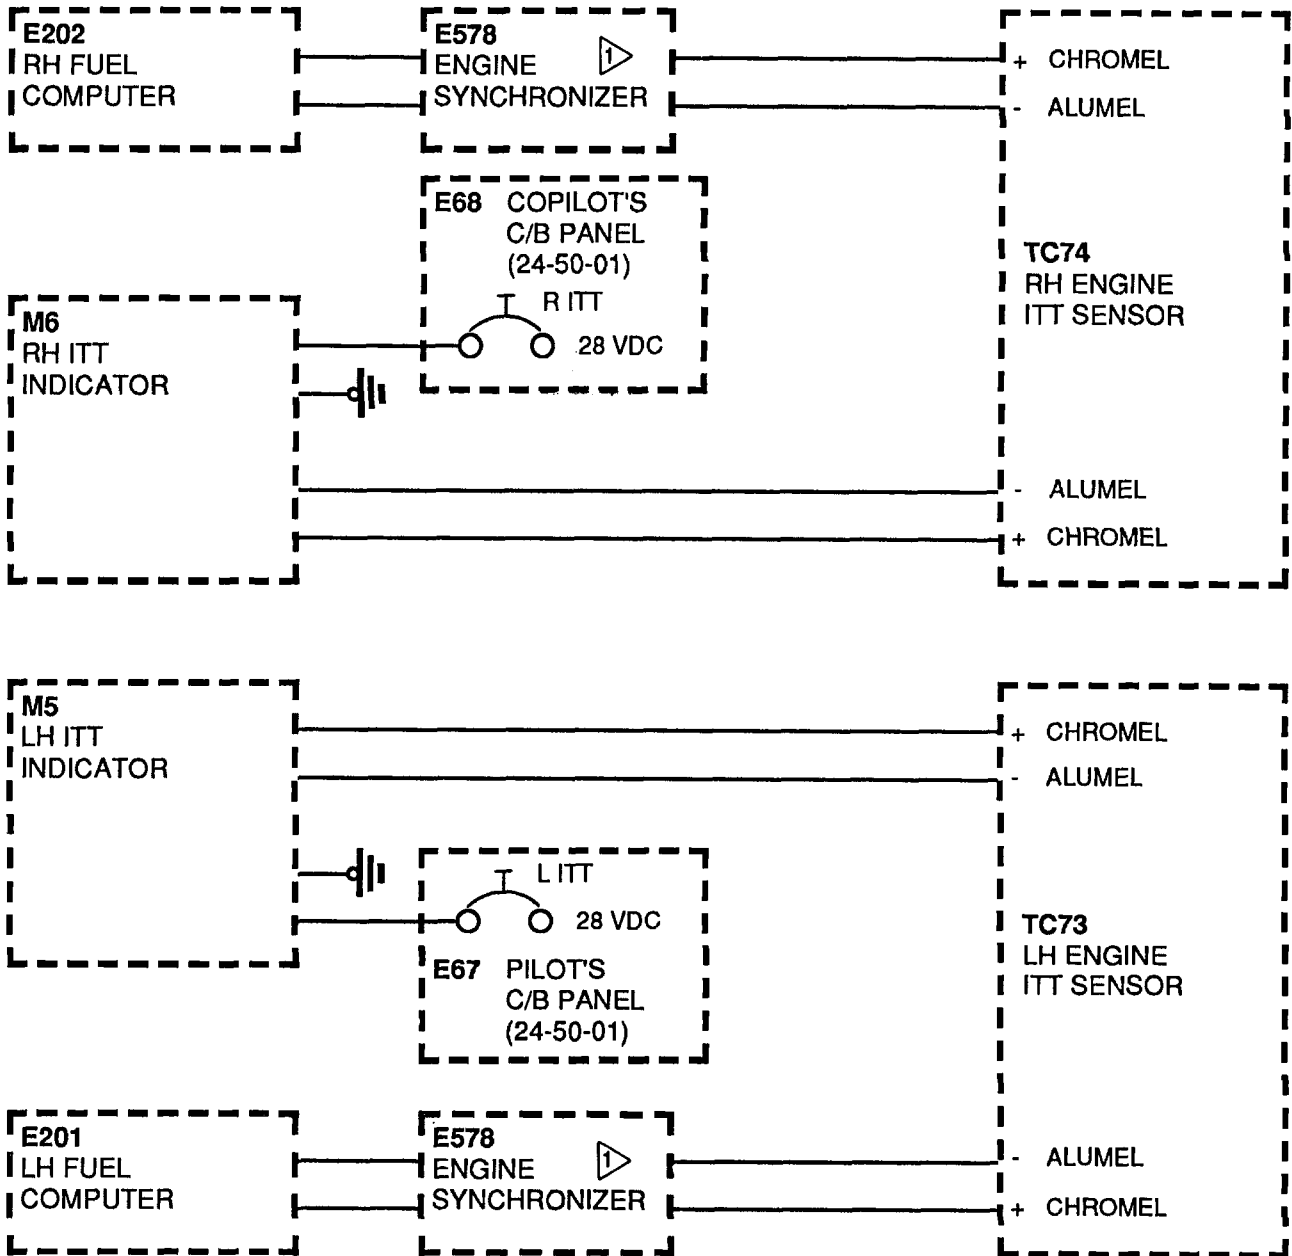 E202
RH FUEL
COMPUTER
E578
ENGINE 1
SYNCHRONIZER
+ CHROMEL
- ALUMEL
E68 COPILOT'S
C/B PANEL
(24-50-01)
R ITT
28 VDC
TC74
RH ENGINE
ITT SENSOR
M6
RH ITT
INDICATOR
- ALUMEL
+ CHROMEL
M5
LH ITT
INDICATOR
+ CHROMEL
- ALUMEL
L ITT
28 VDC
E67 PILOT'S
C/B PANEL
(24-50-01)
TC73
LH ENGINE
ITT SENSOR
E201
LH FUEL
COMPUTER
E578
ENGINE 1
SYNCHRONIZER
- ALUMEL
+ CHROMEL